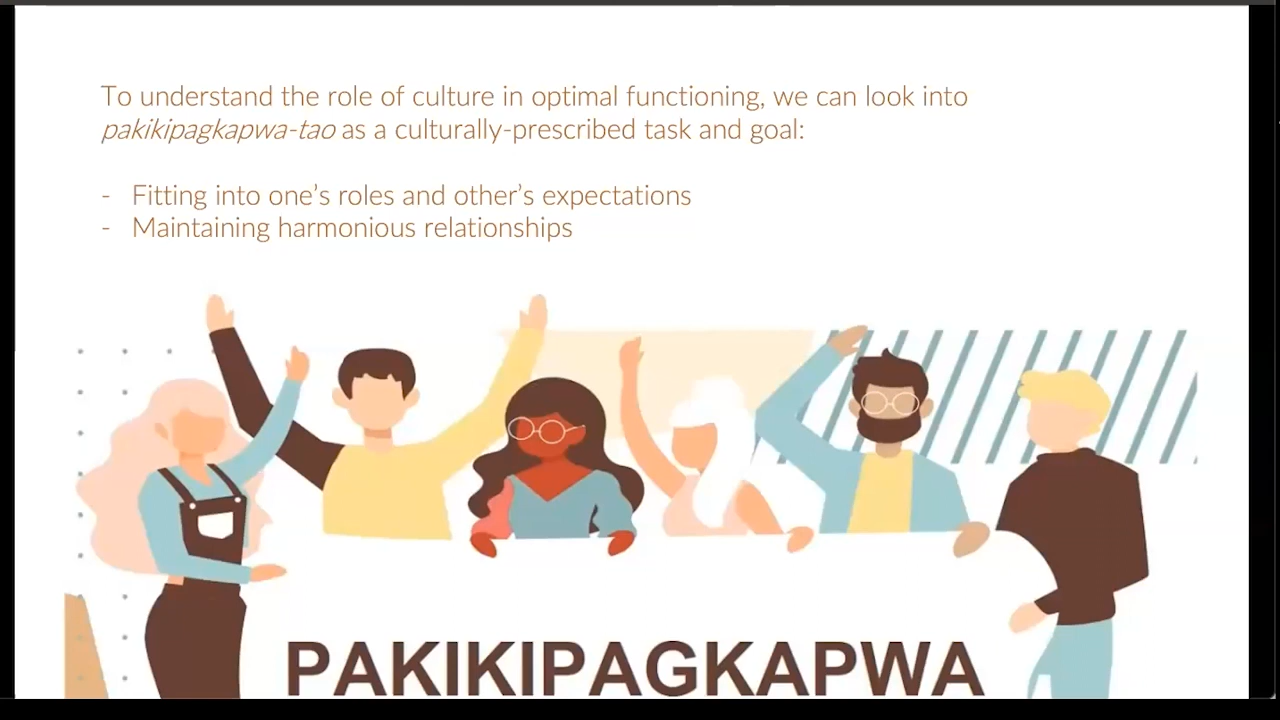 To understand the role of culture in optimal functioning, we can look into
pakikipagkapwa-tao as a culturally-prescribed task and goal:
- Fitting into one's roles and other's expectations
- Maintaining harmonious relationships
PAKIKIPAGKAPWA